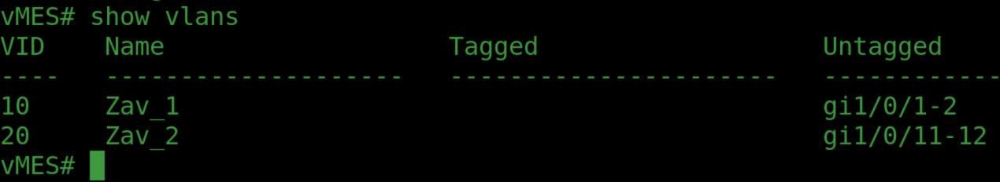 vMES# show vlans
VID Name Tagged Untagged
---- -------------------- ---------------------- ------------
10 Zav_1 gi1/0/1-2
20 Zav_2 gi1/0/11-12
vMES#